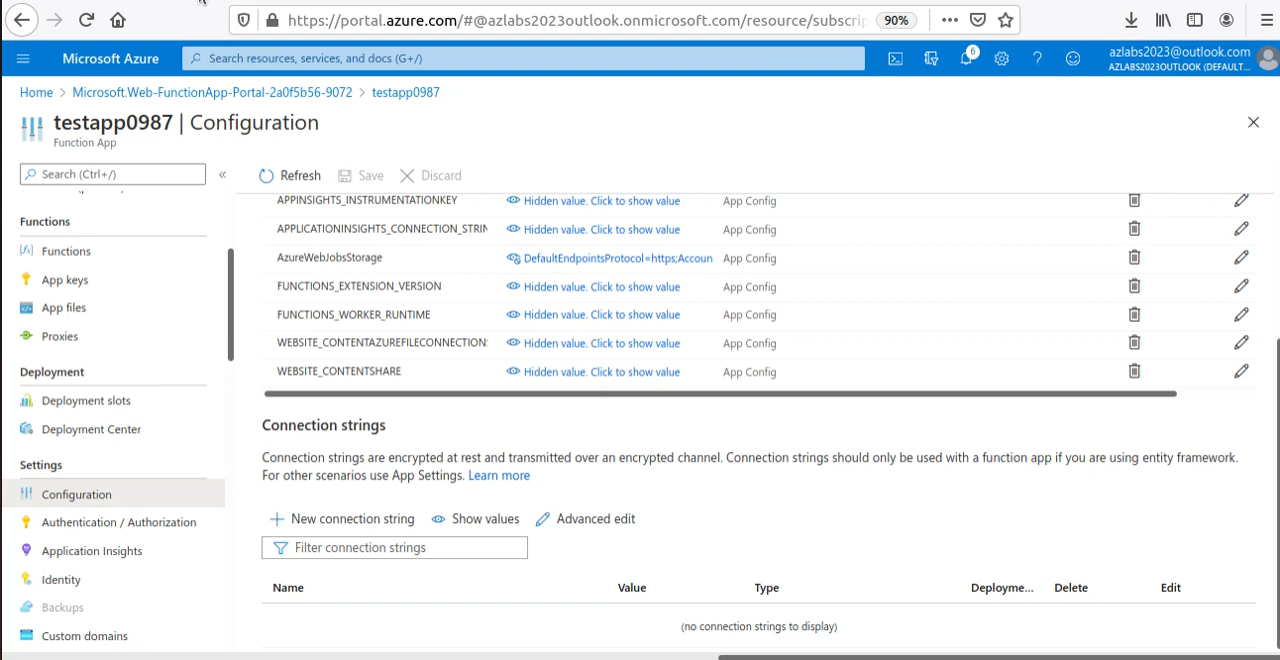 https://portal.azure.com/#@azlabs2023outlook.onmicrosoft.com/resource/subscrip 90%
Microsoft Azure
Search resources, services, and docs (G+/)
6
azlabs2023@outlook.com
AZLABS2023OUTLOOK (DEFAULT...
Home > Microsoft.Web-FunctionApp-Portal-2a0f5b56-9072 > testapp0987
testapp0987 | Configuration
Function App
Search (Ctrl+/)
«
Refresh Save Discard
Functions
Functions
App keys
App files
Proxies
Deployment
Deployment slots
Deployment Center
Settings
Configuration
Authentication / Authorization
Application Insights
Identity
Backups
Custom domains
APPINSIGHTS_INSTRUMENTATIONKEY Hidden value. Click to show value App Config
APPLICATIONINSIGHTS_CONNECTION_STRIN Hidden value. Click to show value App Config
AzureWebJobsStorage DefaultEndpointsProtocol=https;Accoun App Config
FUNCTIONS_EXTENSION_VERSION Hidden value. Click to show value App Config
FUNCTIONS_WORKER_RUNTIME Hidden value. Click to show value App Config
WEBSITE_CONTENTAZUREFILECONNECTION Hidden value. Click to show value App Config
WEBSITE_CONTENTSHARE Hidden value. Click to show value App Config
Connection strings
Connection strings are encrypted at rest and transmitted over an encrypted channel. Connection strings should only be used with a function app if you are using entity framework.
For other scenarios use App Settings. Learn more
New connection string Show values Advanced edit
Filter connection strings
Name Value Type Deployme... Delete Edit
(no connection strings to display)